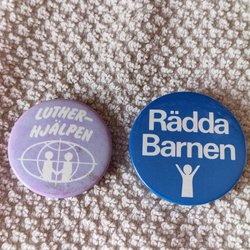 LUTHER-
HJÄLPEN
Rädda
Barnen